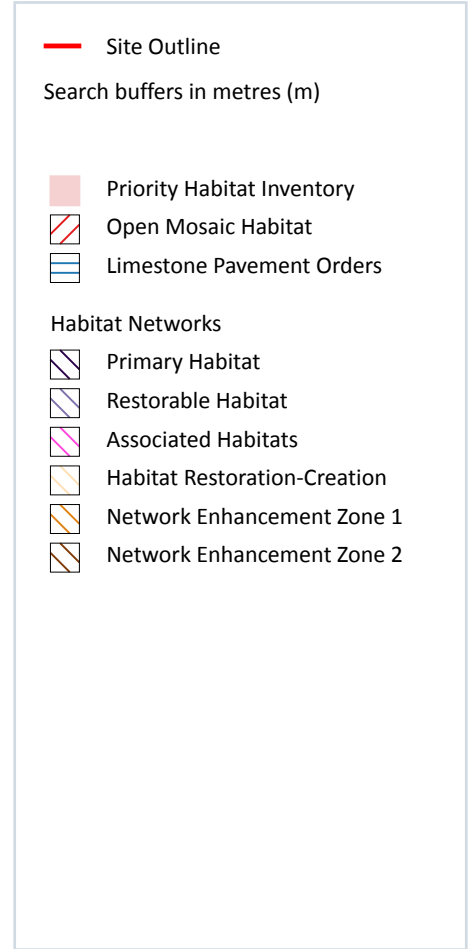 Site Outline
Search buffers in metres (m)
Priority Habitat Inventory
Open Mosaic Habitat
Limestone Pavement Orders
Habitat Networks
Primary Habitat
Restorable Habitat
Associated Habitats
Habitat Restoration-Creation
Network Enhancement Zone 1
Network Enhancement Zone 2